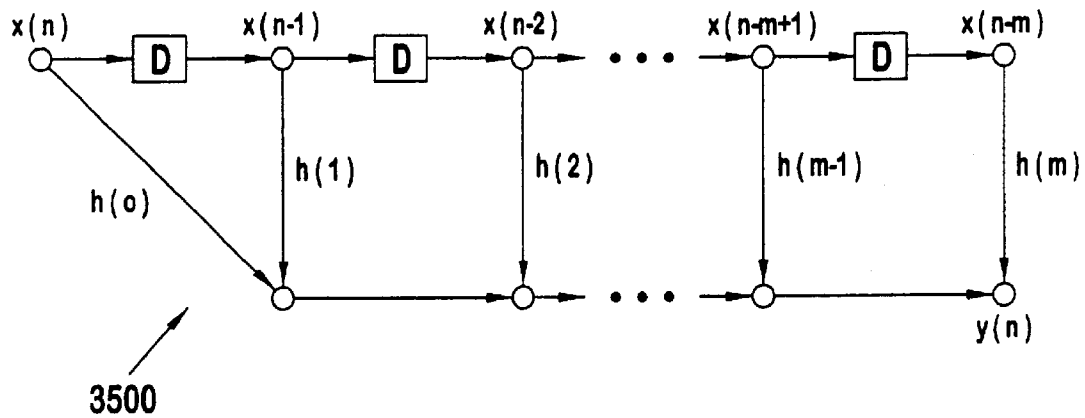 x(n) x(n-1) x(n-2) x(n-m+1) x(n-m)
D D • • • D
h(o) h(1) h(2) h(m-1) h(m)
• • •
y(n)
3500